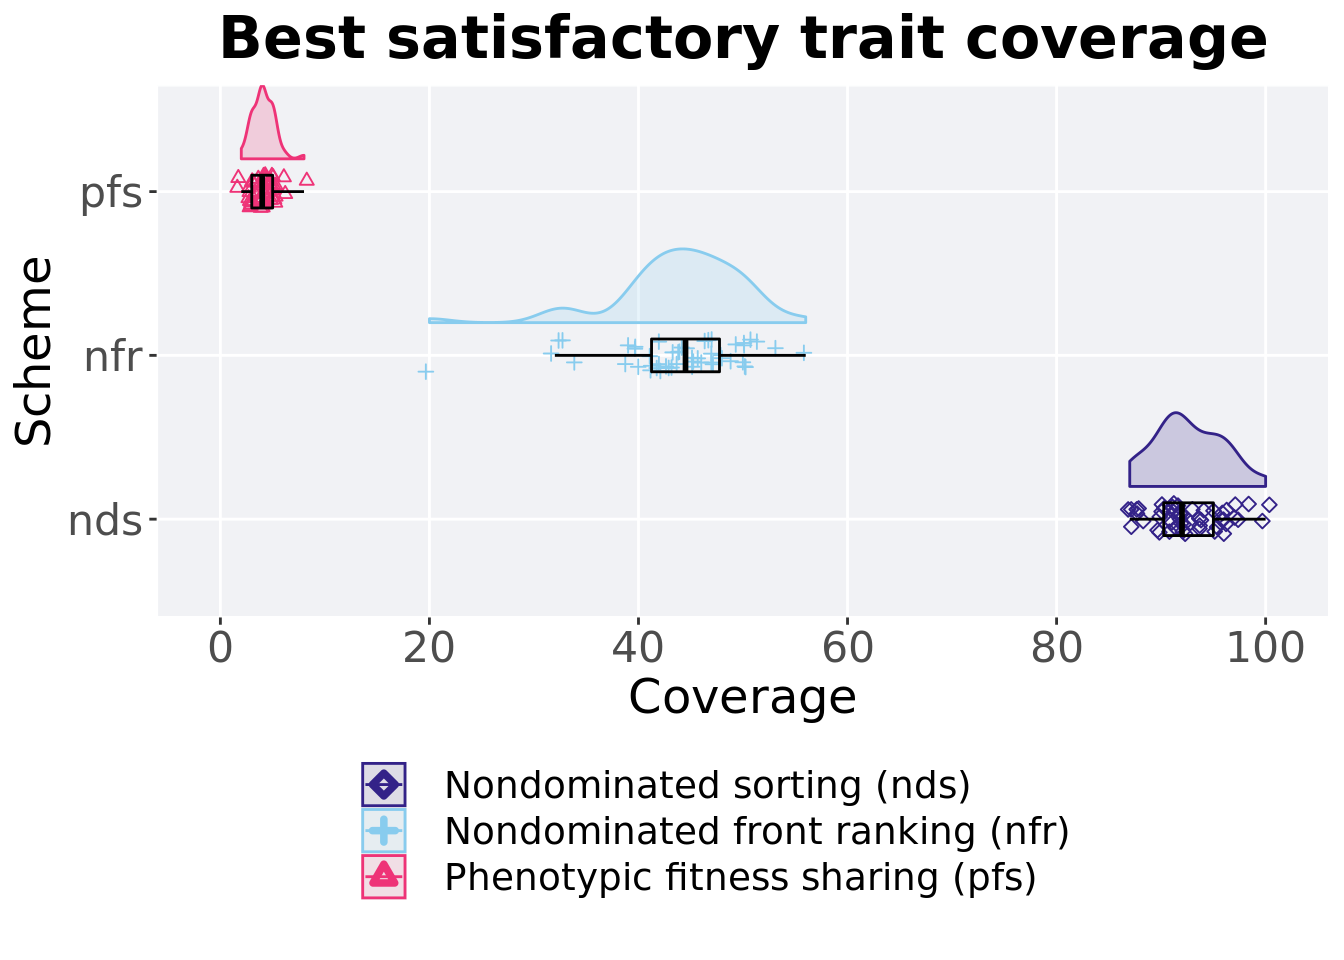 Best satisfactory trait coverage
pfs
nfr
nds
Scheme
0 20 40 60 80 100
Coverage
Nondominated sorting (nds)
Nondominated front ranking (nfr)
Phenotypic fitness sharing (pfs)